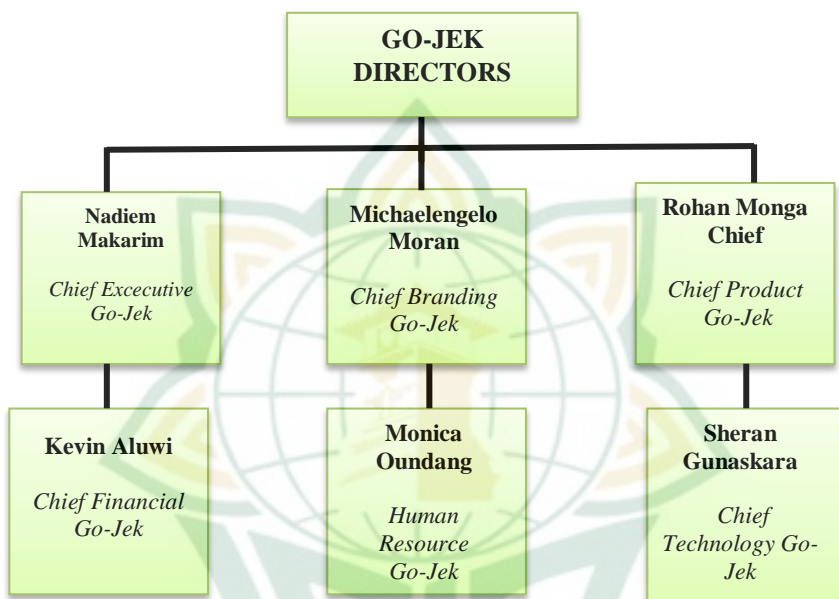 GO-JEK
DIRECTORS
Nadiem
Makarim
Chief Excecutive
Go-Jek
Michaelengelo
Moran
Chief Branding
Go-Jek
Rohan Monga
Chief
Chief Product
Go-Jek
Kevin Aluwi
Chief Financial
Go-Jek
Monica
Oundang
Human
Resource
Go-Jek
Sheran
Gunaskara
Chief
Technology Go-
Jek